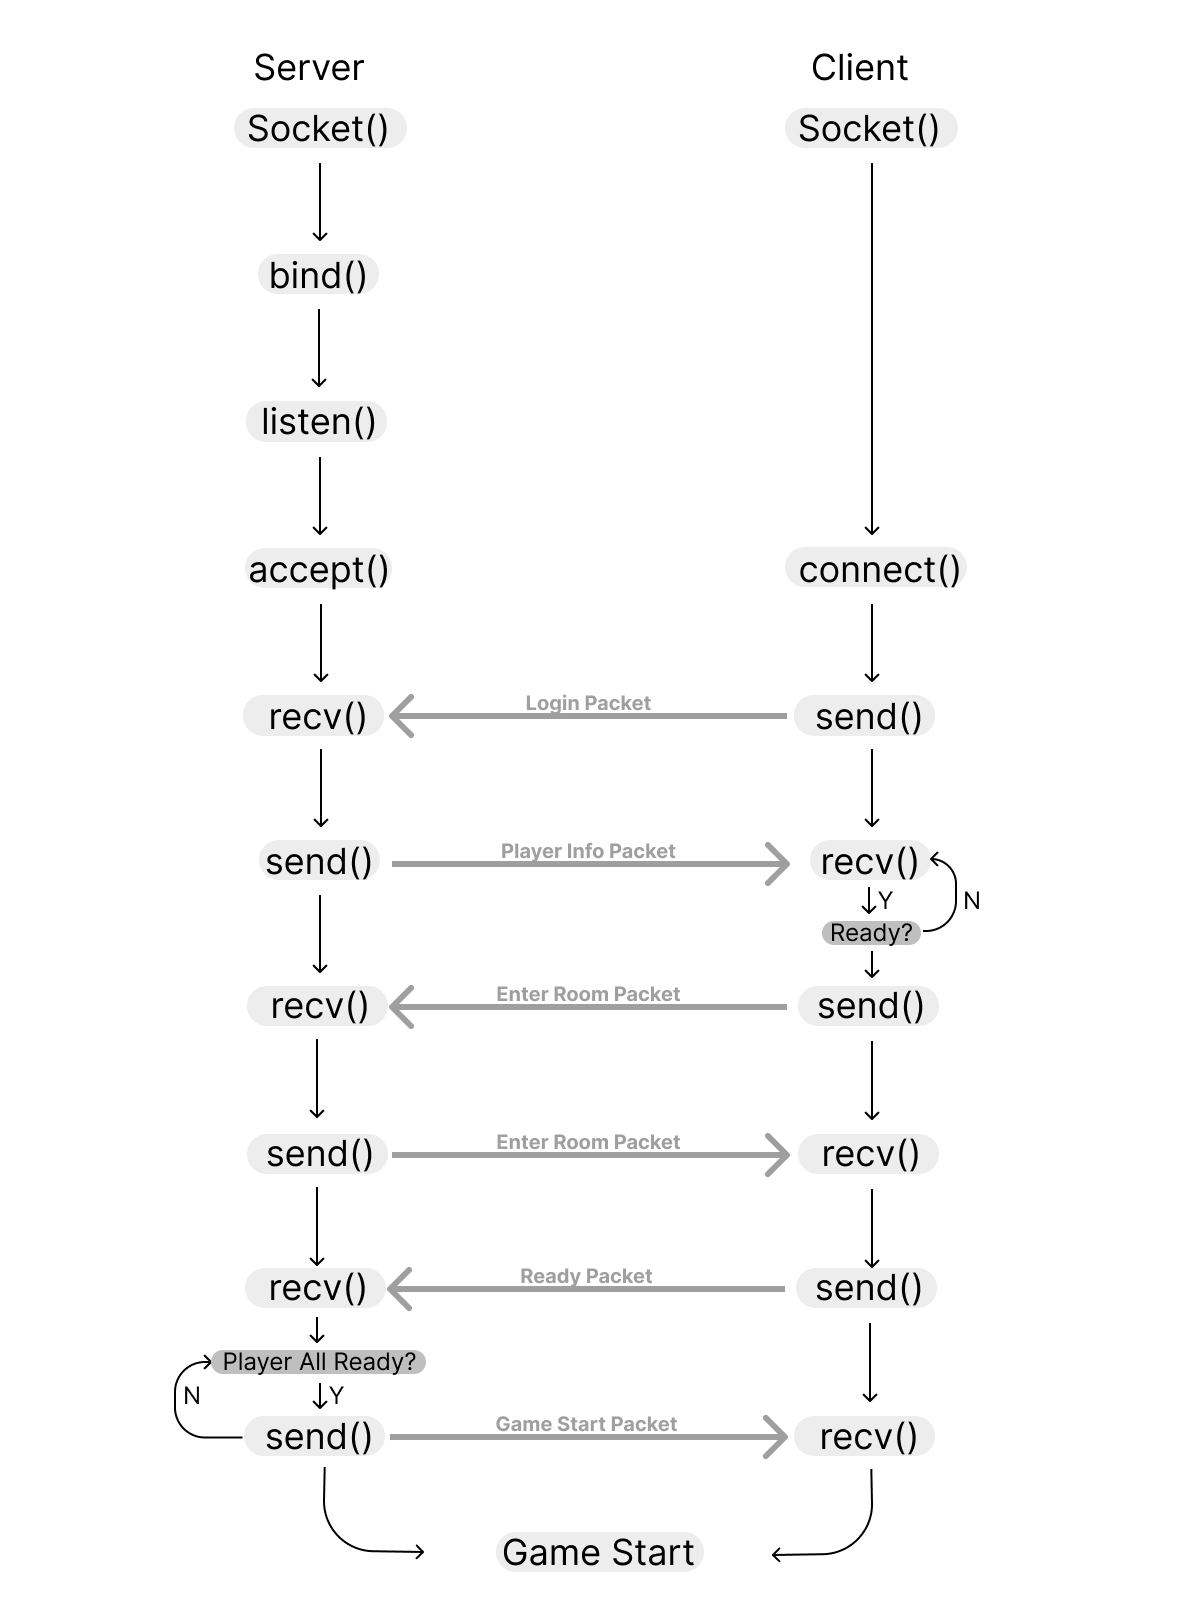 Server
Client
Socket()
Socket()
bind()
listen()
accept()
connect()
recv()
Login Packet
send()
send()
Player Info Packet
recv()
Y
N
Ready?
recv()
Enter Room Packet
send()
send()
Enter Room Packet
recv()
recv()
Ready Packet
send()
Player All Ready?
N
Y
send()
Game Start Packet
recv()
Game Start